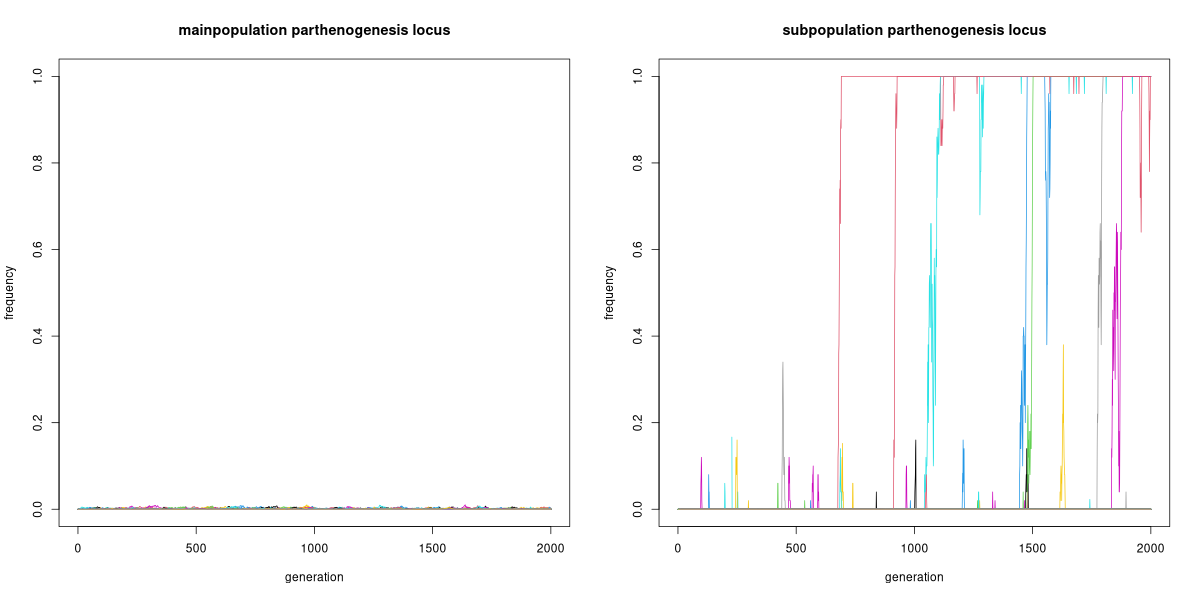 mainpopulation parthenogenesis locus
frequency
0.0 0.2 0.4 0.6 0.8 1.0
0 500 1000 1500 2000
generation
subpopulation parthenogenesis locus
frequency
0.0 0.2 0.4 0.6 0.8 1.0
0 500 1000 1500 2000
generation